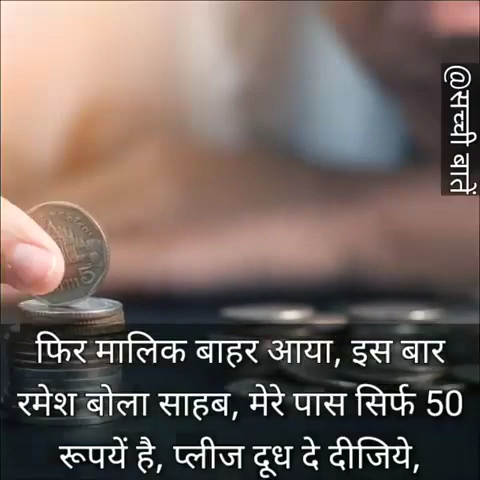 @सच्ची बातें
फिर मालिक बाहर आया, इस बार
रमेश बोला साहब, मेरे पास सिर्फ 50
रूपयें है, प्लीज दूध दे दीजिये,